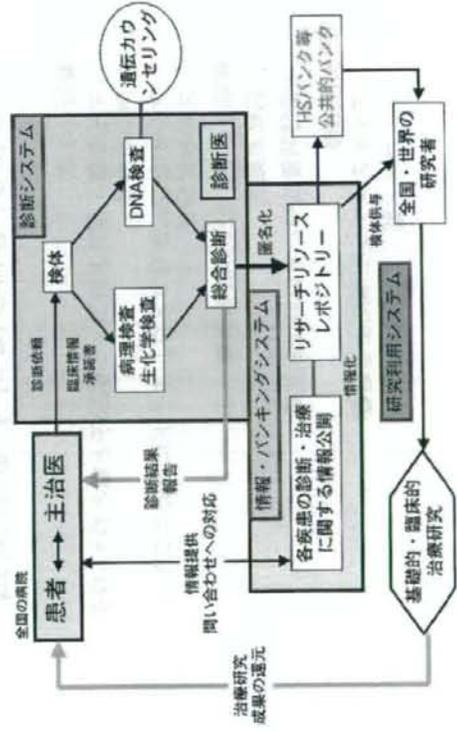 全国の病院
患者 ⟷ 主治医
診断依頼
臨床情報
承諾書
診断システム
検体
病理検査
生化学検査
DNA検査
遺伝カウ
ンセリング
総合診断
診断医
診断結果
報告
匿名化
情報提供
問い合わせへの対応
情報・バンキングシステム
各疾患の診断・治療
に関する情報公開
情報化
リサーチリソース
レポジトリー
HSバンク等
公共的バンク
検体供与
全国・世界の
研究者
研究利用システム
基礎的・臨床的
治療研究
治療研究
成果の還元